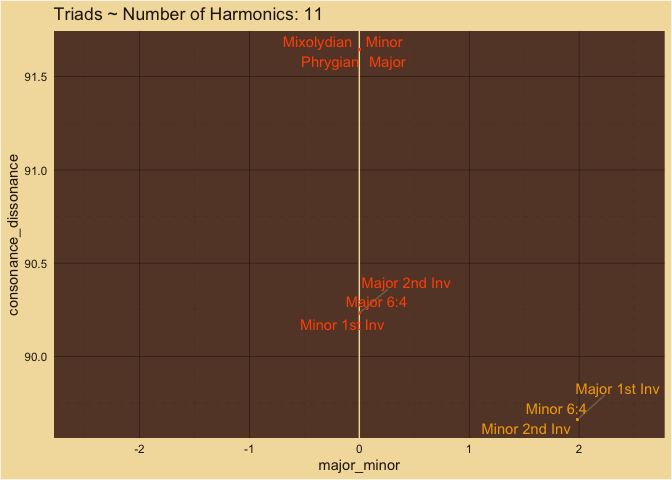 Triads ~ Number of Harmonics: 11
Mixolydian Minor
Phrygian Major
91.5
91.0
90.5
90.0
consonance_dissonance
Major 2nd Inv
Major 6:4
Minor 1st Inv
Major 1st Inv
Minor 6:4
Minor 2nd Inv
-2 -1 0 1 2
major_minor